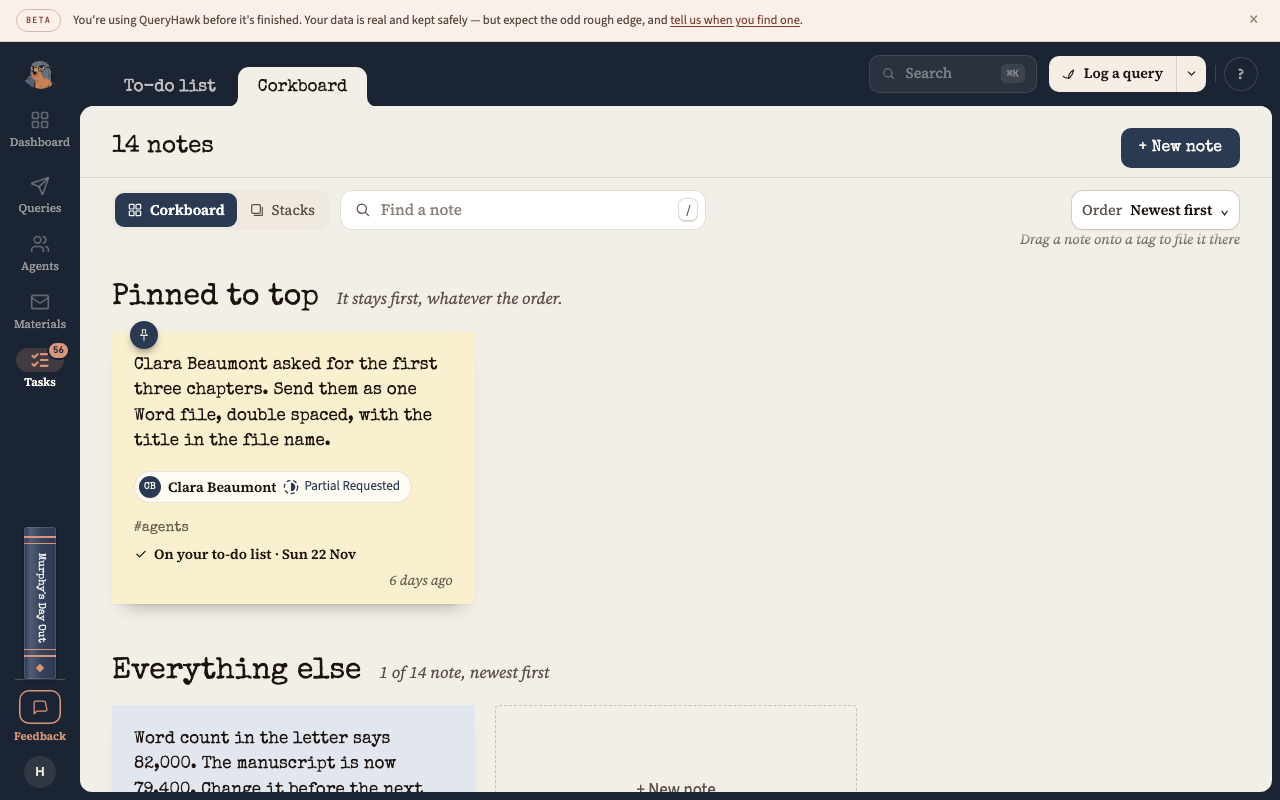 BETA
You're using QueryHawk before it's finished. Your data is real and kept safely — but expect the odd rough edge, and tell us when you find one.
×
To-do list
Corkboard
Search
⌘K
Log a query
?
Dashboard
Queries
Agents
Materials
56
Tasks
Murphy's Day Out
Feedback
H
14 notes
+ New note
Corkboard
Stacks
Find a note
/
Order Newest first
Drag a note onto a tag to file it there
Pinned to top
It stays first, whatever the order.
Clara Beaumont asked for the first
three chapters. Send them as one
Word file, double spaced, with the
title in the file name.
CB
Clara Beaumont
Partial Requested
#agents
On your to-do list · Sun 22 Nov
6 days ago
Everything else
1 of 14 note, newest first
Word count in the letter says
82,000. The manuscript is now
79,400. Change it before the next
+ New note